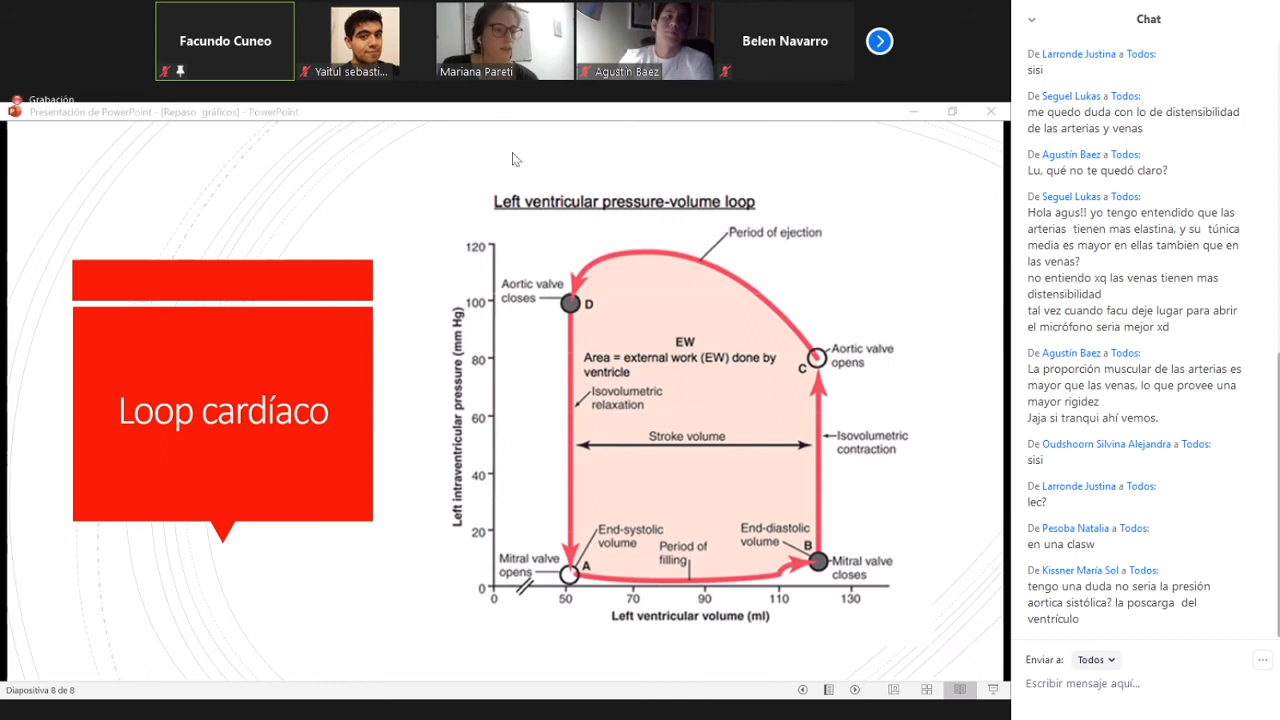 Facundo Cuneo
Yaitul sebasti...
Mariana Pareti
Agustín Baez
Belen Navarro
Grabación
Presentación de PowerPoint - [Repaso gráficos] - PowerPoint
Loop cardíaco
Left ventricular pressure-volume loop
Left intraventricular pressure (mm Hg)
120
100
80
60
40
20
0
Period of ejection
Aortic valve
closes
D
EW
Area = external work (EW) done by
ventricle
Aortic valve
opens
C
Isovolumetric
relaxation
Stroke volume
Isovolumetric
contraction
End-systolic
volume
Period of
filling
End-diastolic
volume
B
Mitral valve
opens
A
Mitral valve
closes
0
50
70
90
110
130
Left ventricular volume (ml)
Diapositiva 8 de 8
Chat
De Larronde Justina a Todos:
sisi
De Seguel Lukas a Todos:
me quedo duda con lo de distensibilidad
de las arterias y venas
De Agustín Baez a Todos:
Lu, qué no te quedó claro?
De Seguel Lukas a Todos:
Hola agus!! yo tengo entendido que las
arterias tienen mas elastina, y su túnica
media es mayor en ellas tambien que en
las venas?
no entiendo xq las venas tienen mas
distensibilidad
tal vez cuando facu deje lugar para abrir
el micrófono seria mejor xd
De Agustín Baez a Todos:
La proporción muscular de las arterias es
mayor que las venas, lo que provee una
mayor rigidez
Jaja si tranqui ahí vemos.
De Oudshoorn Silvina Alejandra a Todos:
sisi
De Larronde Justina a Todos:
lec?
De Pesoba Natalia a Todos:
en una clasw
De Kissner María Sol a Todos:
tengo una duda no seria la presión
aortica sistólica? la poscarga del
ventrículo
Enviar a: Todos
Escribir mensaje aquí...